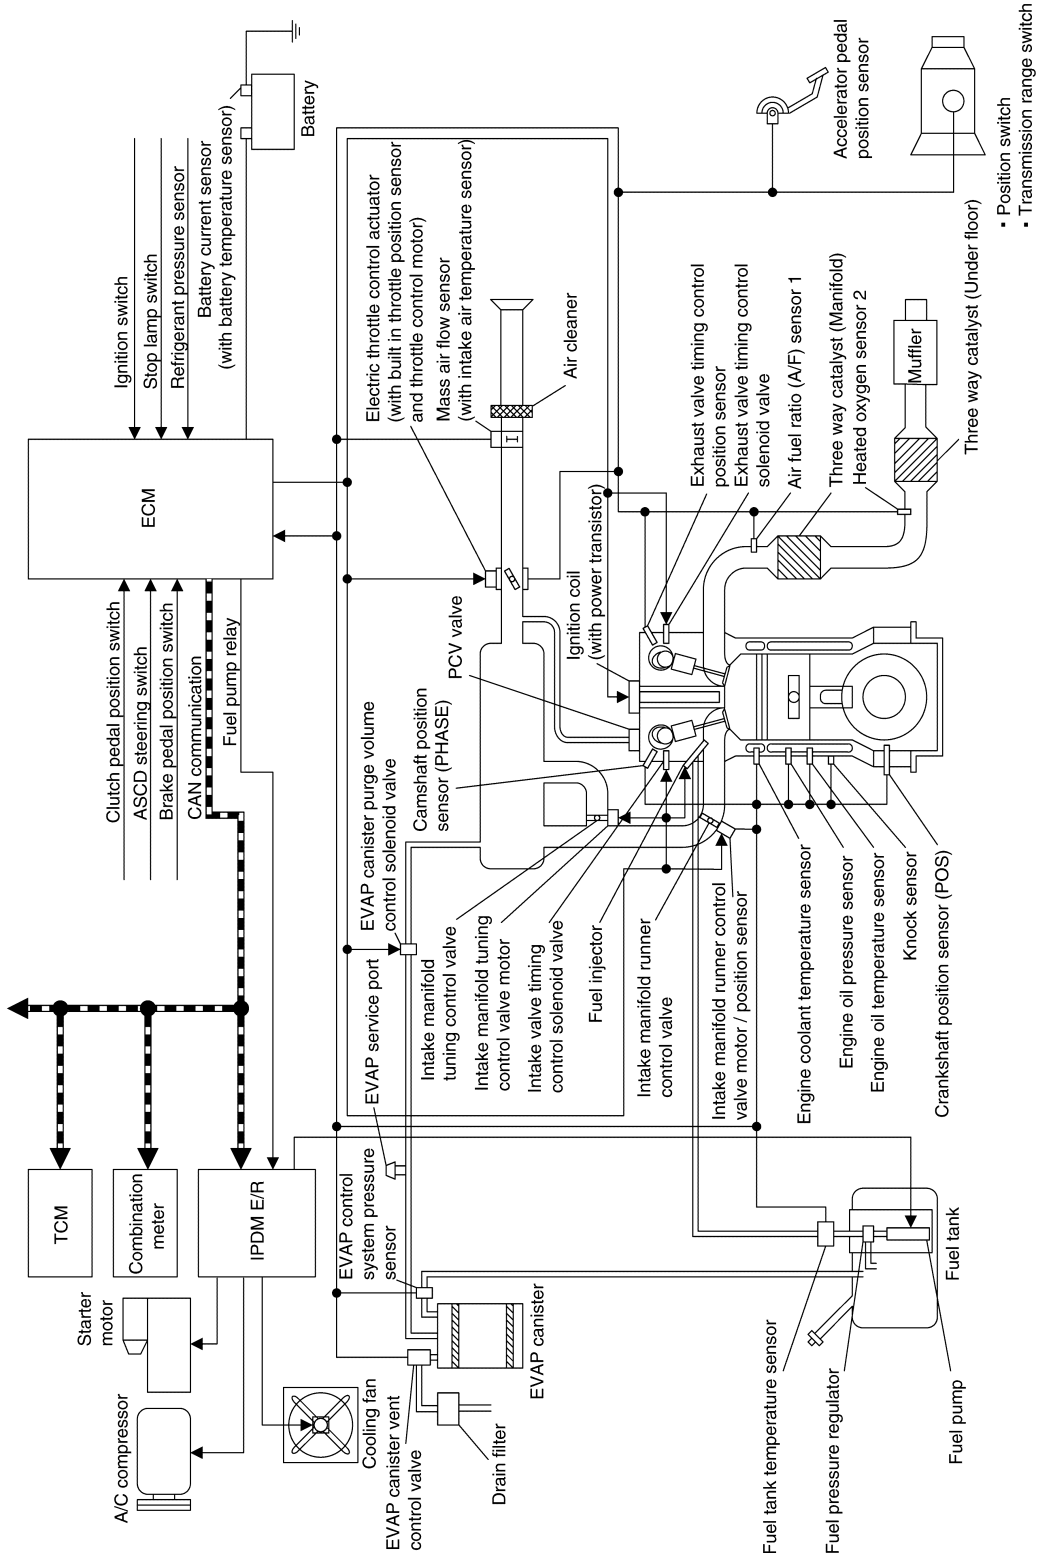 A/C compressor
Starter
motor
TCM
Combination
meter
IPDM E/R
Cooling fan
Clutch pedal position switch
ASCD steering switch
Brake pedal position switch
CAN communication
Fuel pump relay
ECM
Ignition switch
Stop lamp switch
Refrigerant pressure sensor
Battery current sensor
(with battery temperature sensor)
Battery
EVAP canister vent
control valve
Drain filter
EVAP canister
EVAP control
system pressure
sensor
EVAP service port
EVAP canister purge volume
control solenoid valve
Electric throttle control actuator
(with built in throttle position sensor
and throttle control motor)
Mass air flow sensor
(with intake air temperature sensor)
Air cleaner
Camshaft position
sensor (PHASE)
PCV valve
Ignition coil
(with power transistor)
Intake manifold
tuning control valve
Intake manifold tuning
control valve motor
Intake valve timing
control solenoid valve
Fuel injector
Intake manifold runner
control valve
Intake manifold runner control
valve motor / position sensor
Exhaust valve timing control
position sensor
Exhaust valve timing control
solenoid valve
Air fuel ratio (A/F) sensor 1
Three way catalyst (Manifold)
Heated oxygen sensor 2
Muffler
Three way catalyst (Under floor)
Accelerator pedal
position sensor
▪ Position switch
▪ Transmission range switch
Engine coolant temperature sensor
Engine oil pressure sensor
Engine oil temperature sensor
Knock sensor
Crankshaft position sensor (POS)
Fuel tank temperature sensor
Fuel pressure regulator
Fuel pump
Fuel tank